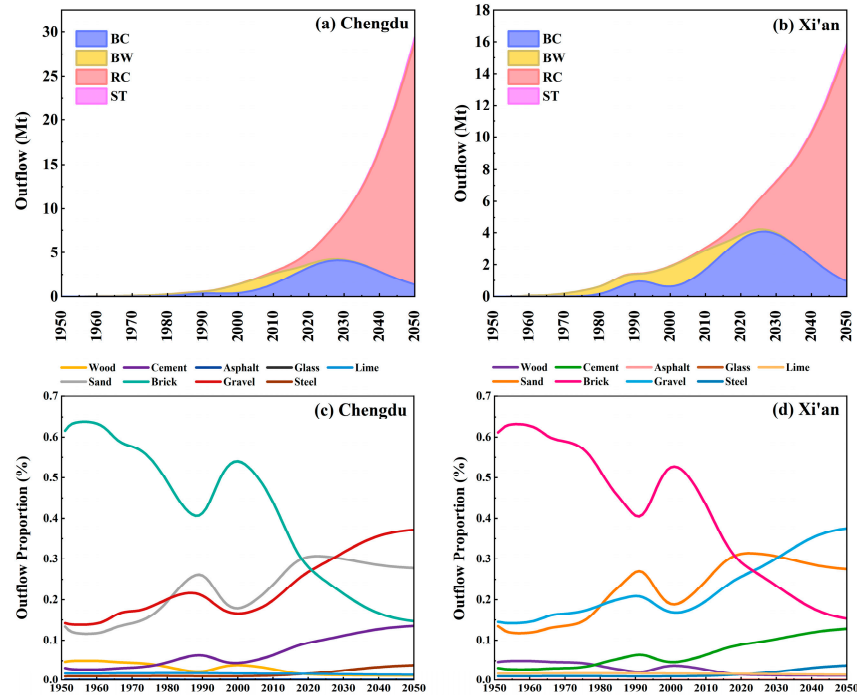 (a) Chengdu
BC
BW
RC
ST
Outflow (Mt)
30
25
20
15
10
5
0
1950 1960 1970 1980 1990 2000 2010 2020 2030 2040 2050
(b) Xi'an
BC
BW
RC
ST
Outflow (Mt)
18
16
14
12
10
8
6
4
2
0
1950 1960 1970 1980 1990 2000 2010 2020 2030 2040 2050
Wood Cement Asphalt Glass Lime
Sand Brick Gravel Steel
(c) Chengdu
Outflow Proportion (%)
0.7
0.6
0.5
0.4
0.3
0.2
0.1
0.0
1950 1960 1970 1980 1990 2000 2010 2020 2030 2040 2050
Wood Cement Asphalt Glass Lime
Sand Brick Gravel Steel
(d) Xi'an
Outflow Proportion (%)
0.7
0.6
0.5
0.4
0.3
0.2
0.1
0.0
1950 1960 1970 1980 1990 2000 2010 2020 2030 2040 2050